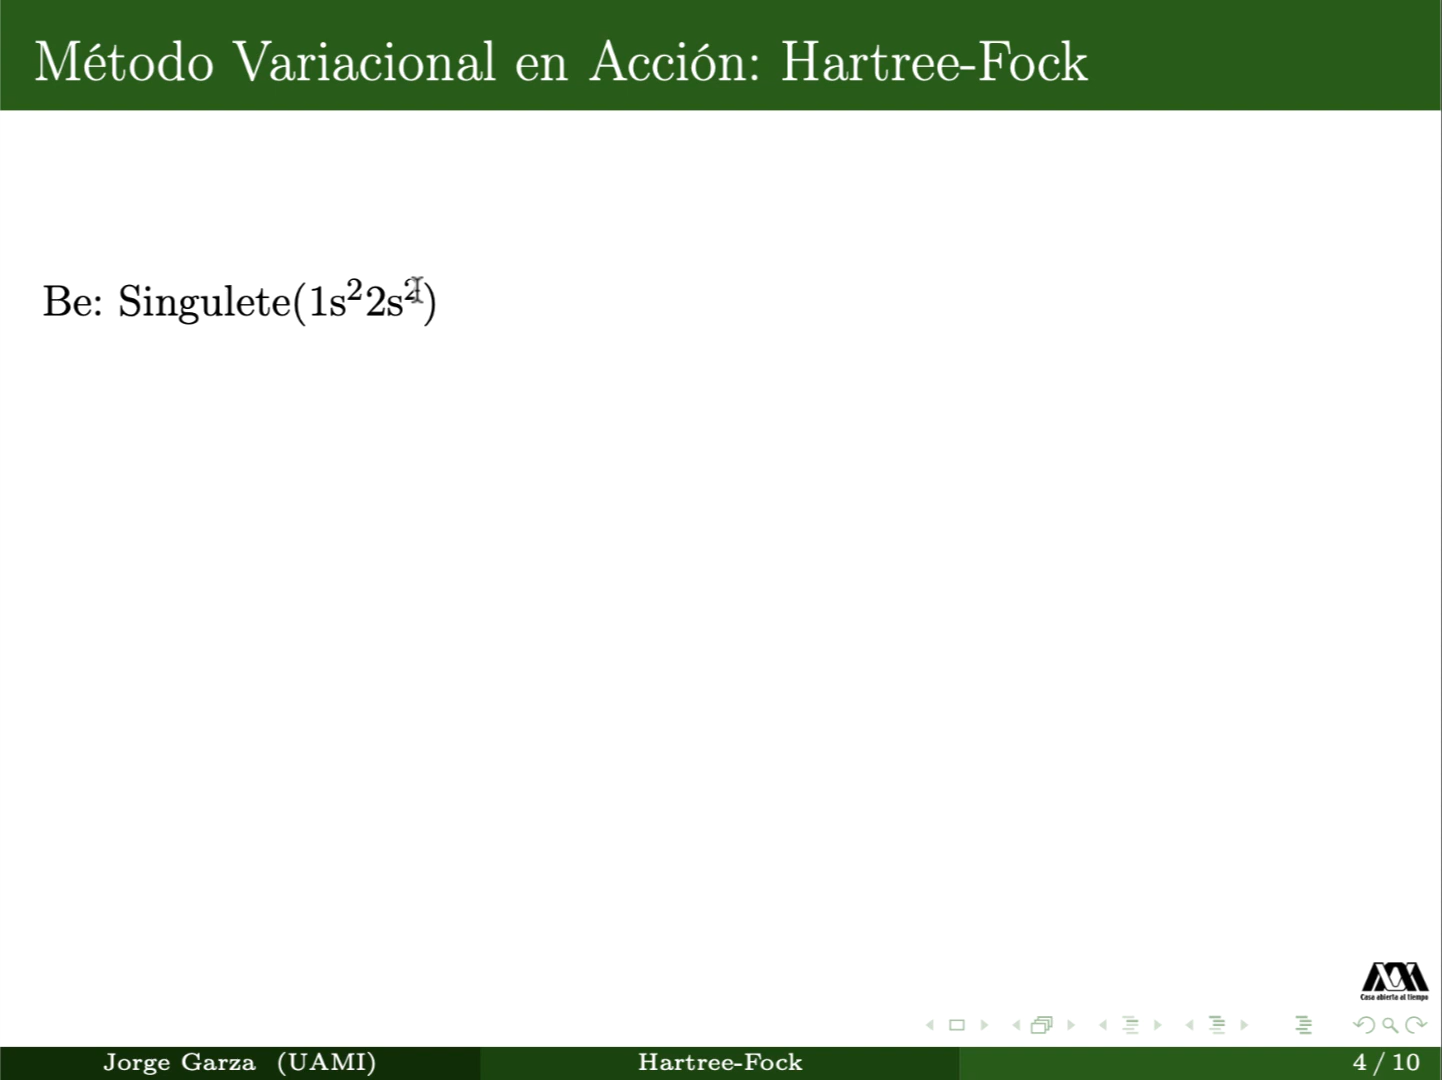 Método Variacional en Acción: Hartree-Fock
Be: Singulete(1s²2s²)
Casa abierta al tiempo
Jorge Garza (UAMI)
Hartree-Fock
4 / 10